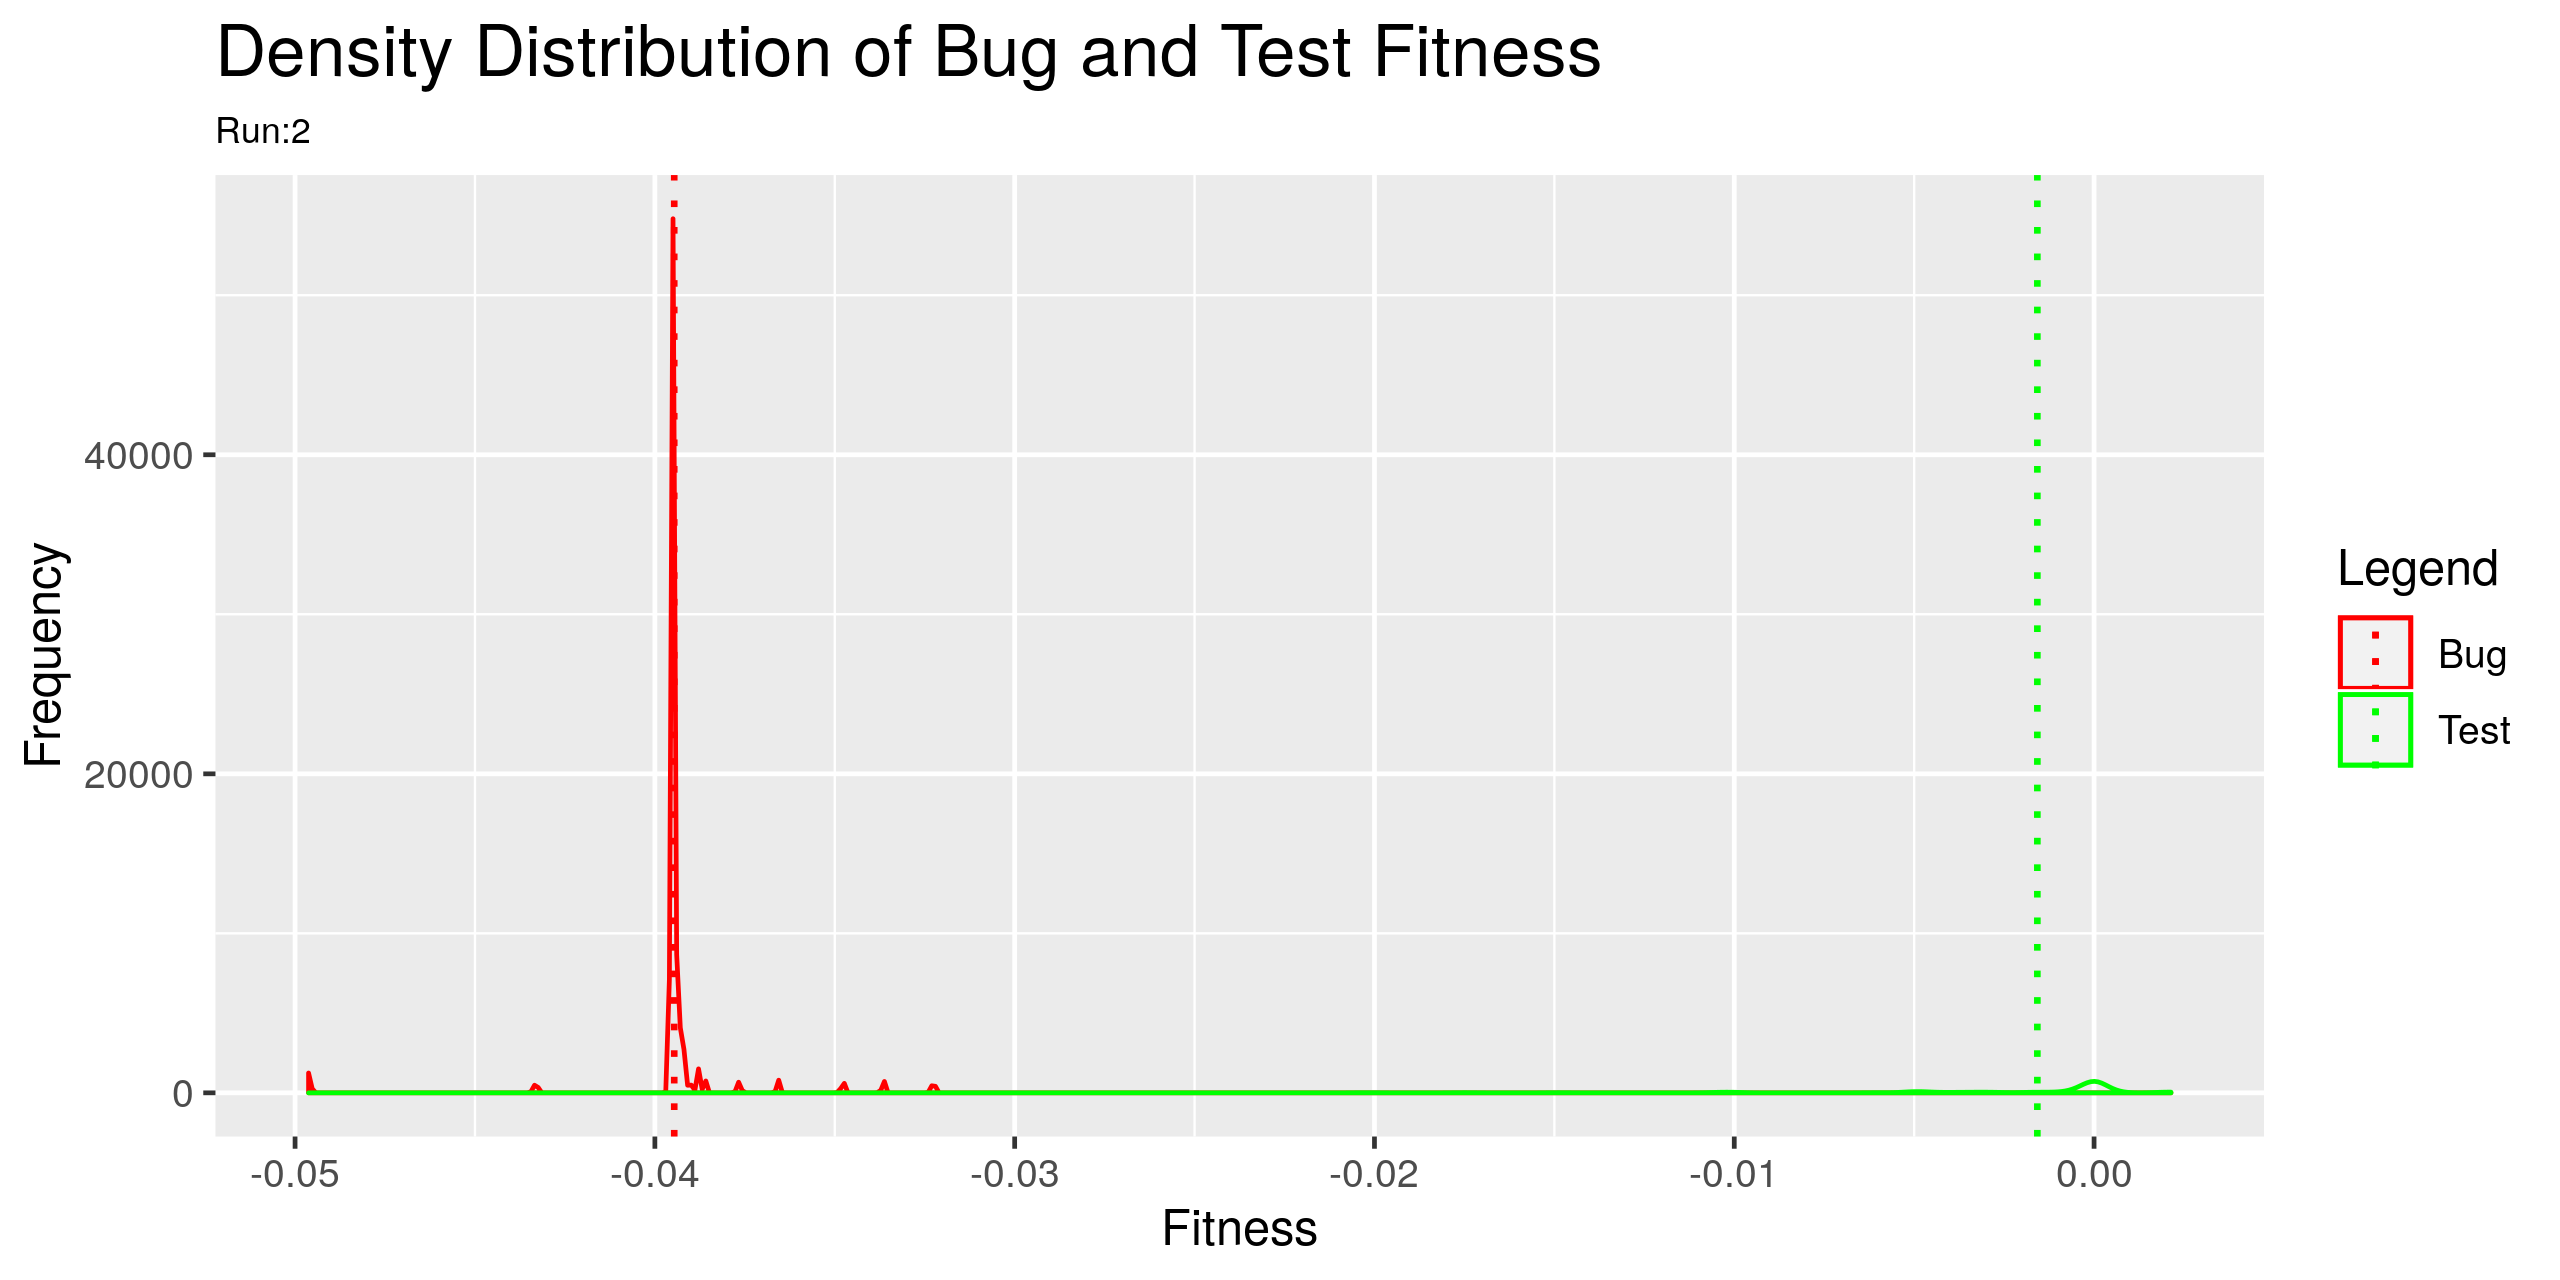 Density Distribution of Bug and Test Fitness
Run:2
Frequency
40000
20000
0
-0.05 -0.04 -0.03 -0.02 -0.01 0.00
Fitness
Legend
Bug
Test